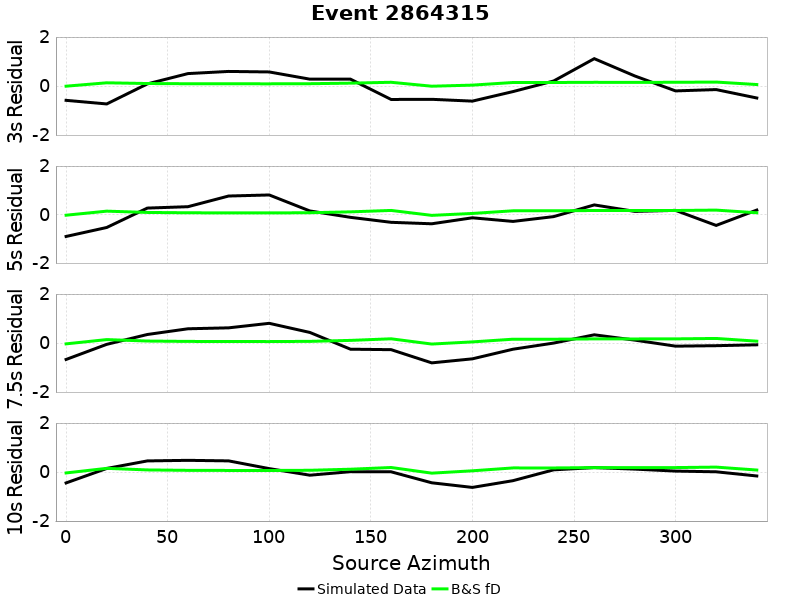 Event 2864315
3s Residual
2
0
-2
5s Residual
2
0
-2
7.5s Residual
2
0
-2
10s Residual
2
0
-2
0 50 100 150 200 250 300
Source Azimuth
Simulated Data B&S fD